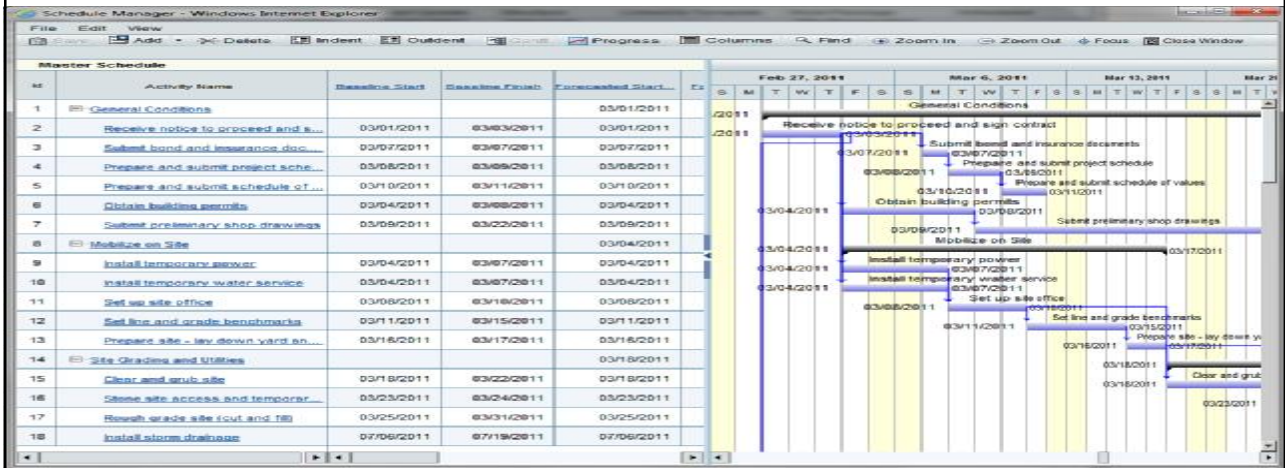 Schedule Manager - Windows Internet Explorer
File Edit View
Save Add Delete Indent Outdent Gantt Progress Columns Find Zoom In Zoom Out Focus Close Window
Master Schedule
Id Activity Name Baseline Start Baseline Finish Forecasted Start...
1 General Conditions 03/01/2011
2 Receive notice to proceed and s... 03/01/2011 03/03/2011 03/01/2011
3 Submit bond and insurance doc... 03/07/2011 03/07/2011 03/07/2011
4 Prepare and submit project sche... 03/08/2011 03/09/2011 03/08/2011
5 Prepare and submit schedule of ... 03/10/2011 03/11/2011 03/10/2011
6 Obtain building permits 03/04/2011 03/08/2011 03/04/2011
7 Submit preliminary shop drawings 03/09/2011 03/22/2011 03/09/2011
8 Mobilize on Site 03/04/2011
9 Install temporary power 03/04/2011 03/07/2011 03/04/2011
10 Install temporary water service 03/04/2011 03/07/2011 03/04/2011
11 Set up site office 03/08/2011 03/10/2011 03/08/2011
12 Set line and grade benchmarks 03/11/2011 03/15/2011 03/11/2011
13 Prepare site - lay down yard an... 03/16/2011 03/17/2011 03/16/2011
14 Site Grading and Utilities 03/18/2011
15 Clear and grub site 03/18/2011 03/22/2011 03/18/2011
16 Stone site access and temporar... 03/23/2011 03/24/2011 03/23/2011
17 Rough grade site (cut and fill) 03/25/2011 03/31/2011 03/25/2011
18 Install storm drainage 07/06/2011 07/19/2011 07/06/2011
Feb 27, 2011 Mar 6, 2011 Mar 13, 2011 Mar 2
S M T W T F S S M T W T F S S M T W T F S S M T
/2011 General Conditions
/2011 Receive notice to proceed and sign contract
03/03/2011
Submit bond and insurance documents
03/07/2011 03/07/2011
Prepare and submit project schedule
03/08/2011 03/09/2011
Prepare and submit schedule of values
03/10/2011 03/11/2011
Obtain building permits
03/04/2011 03/08/2011
Submit preliminary shop drawings
03/09/2011
Mobilize on Site
03/04/2011 03/17/2011
Install temporary power
03/04/2011 03/07/2011
Install temporary water service
03/04/2011 03/07/2011
Set up site office
03/08/2011 03/10/2011
Set line and grade benchmarks
03/11/2011 03/15/2011
Prepare site - lay down y
03/16/2011 03/17/2011
03/18/2011
Clear and grub
03/18/2011
03/23/2011